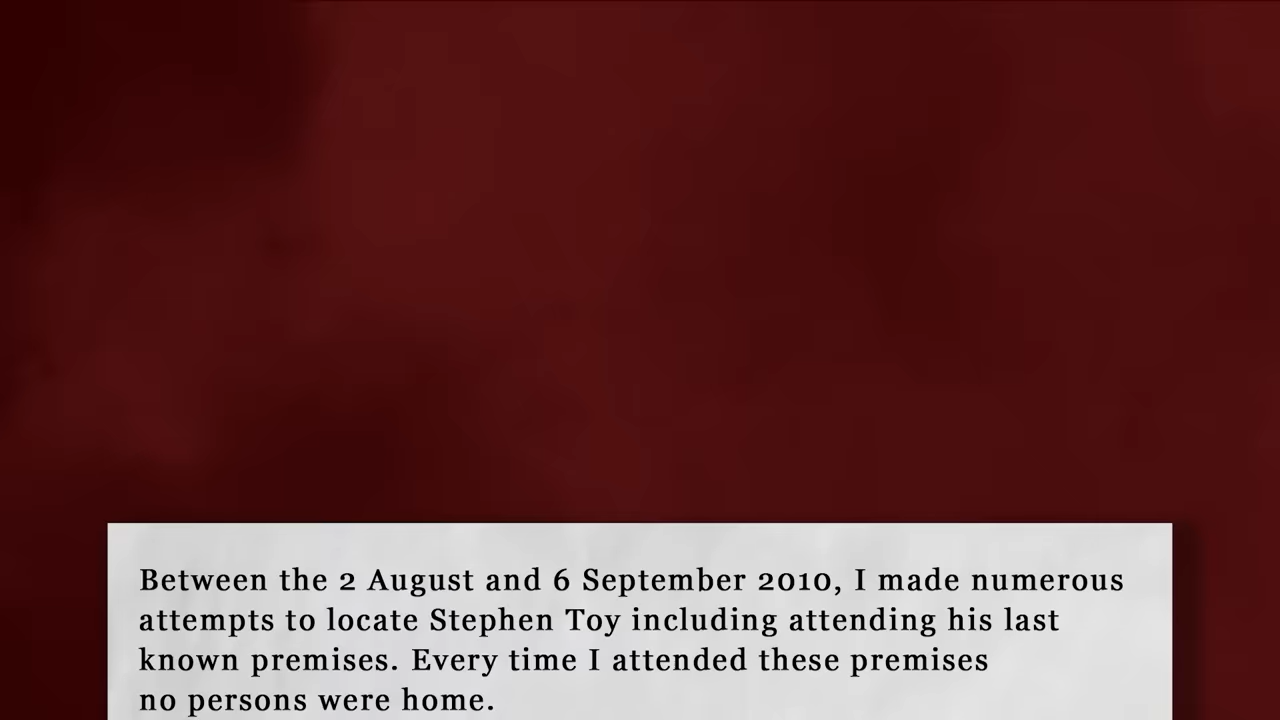 Between the 2 August and 6 September 2010, I made numerous
attempts to locate Stephen Toy including attending his last
known premises. Every time I attended these premises
no persons were home.